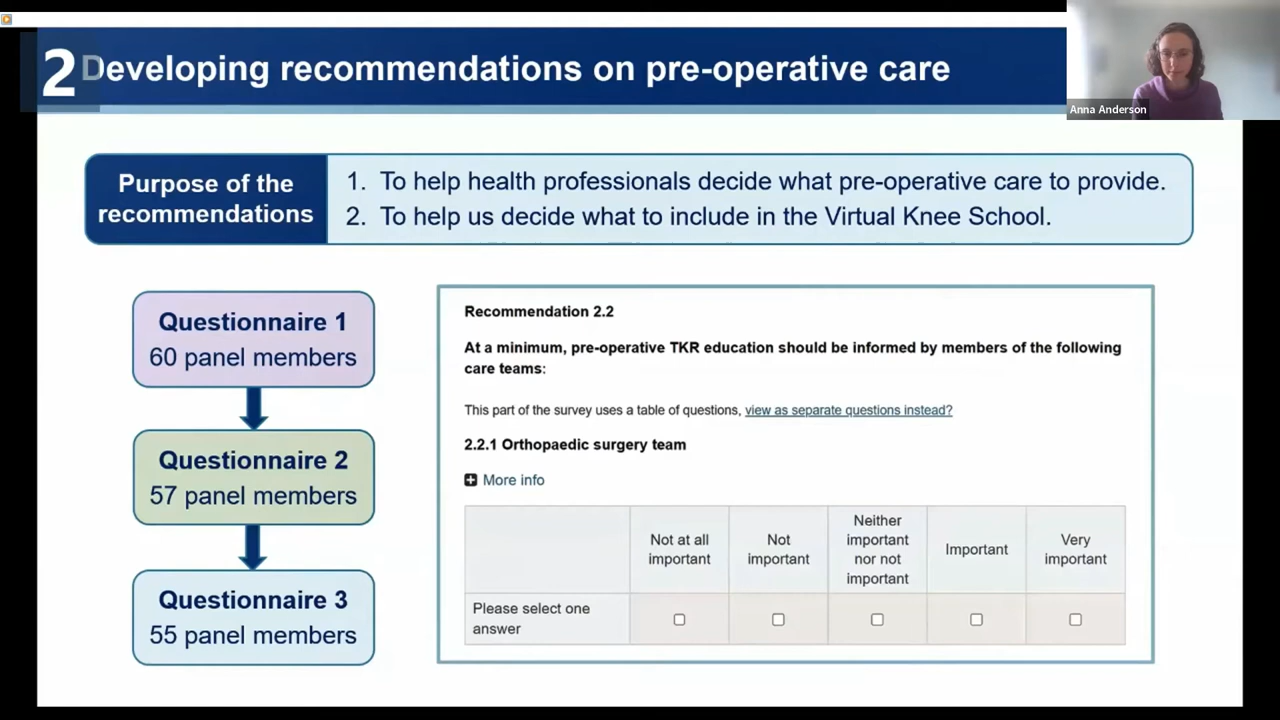 2
Developing recommendations on pre-operative care
Anna Anderson
Purpose of the
recommendations
1. To help health professionals decide what pre-operative care to provide.
2. To help us decide what to include in the Virtual Knee School.
Questionnaire 1
60 panel members
Questionnaire 2
57 panel members
Questionnaire 3
55 panel members
Recommendation 2.2
At a minimum, pre-operative TKR education should be informed by members of the following
care teams:
This part of the survey uses a table of questions, view as separate questions instead?
2.2.1 Orthopaedic surgery team
More info
Not at all
important
Not
important
Neither
important
nor not
important
Important
Very
important
Please select one
answer